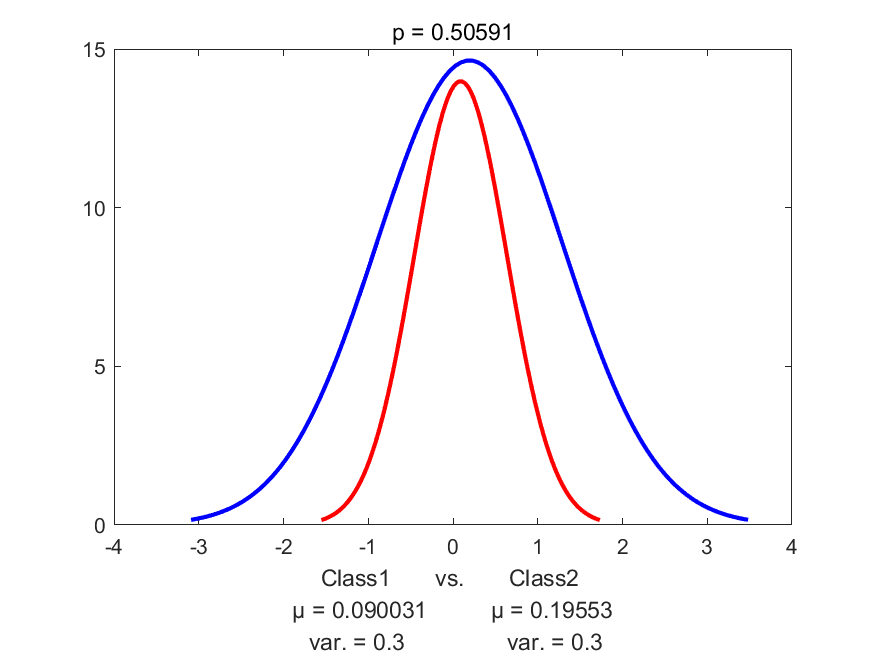 p = 0.50591
15
10
5
0
-4 -3 -2 -1 0 1 2 3 4
Class1 vs. Class2
μ = 0.090031 μ = 0.19553
var. = 0.3 var. = 0.3